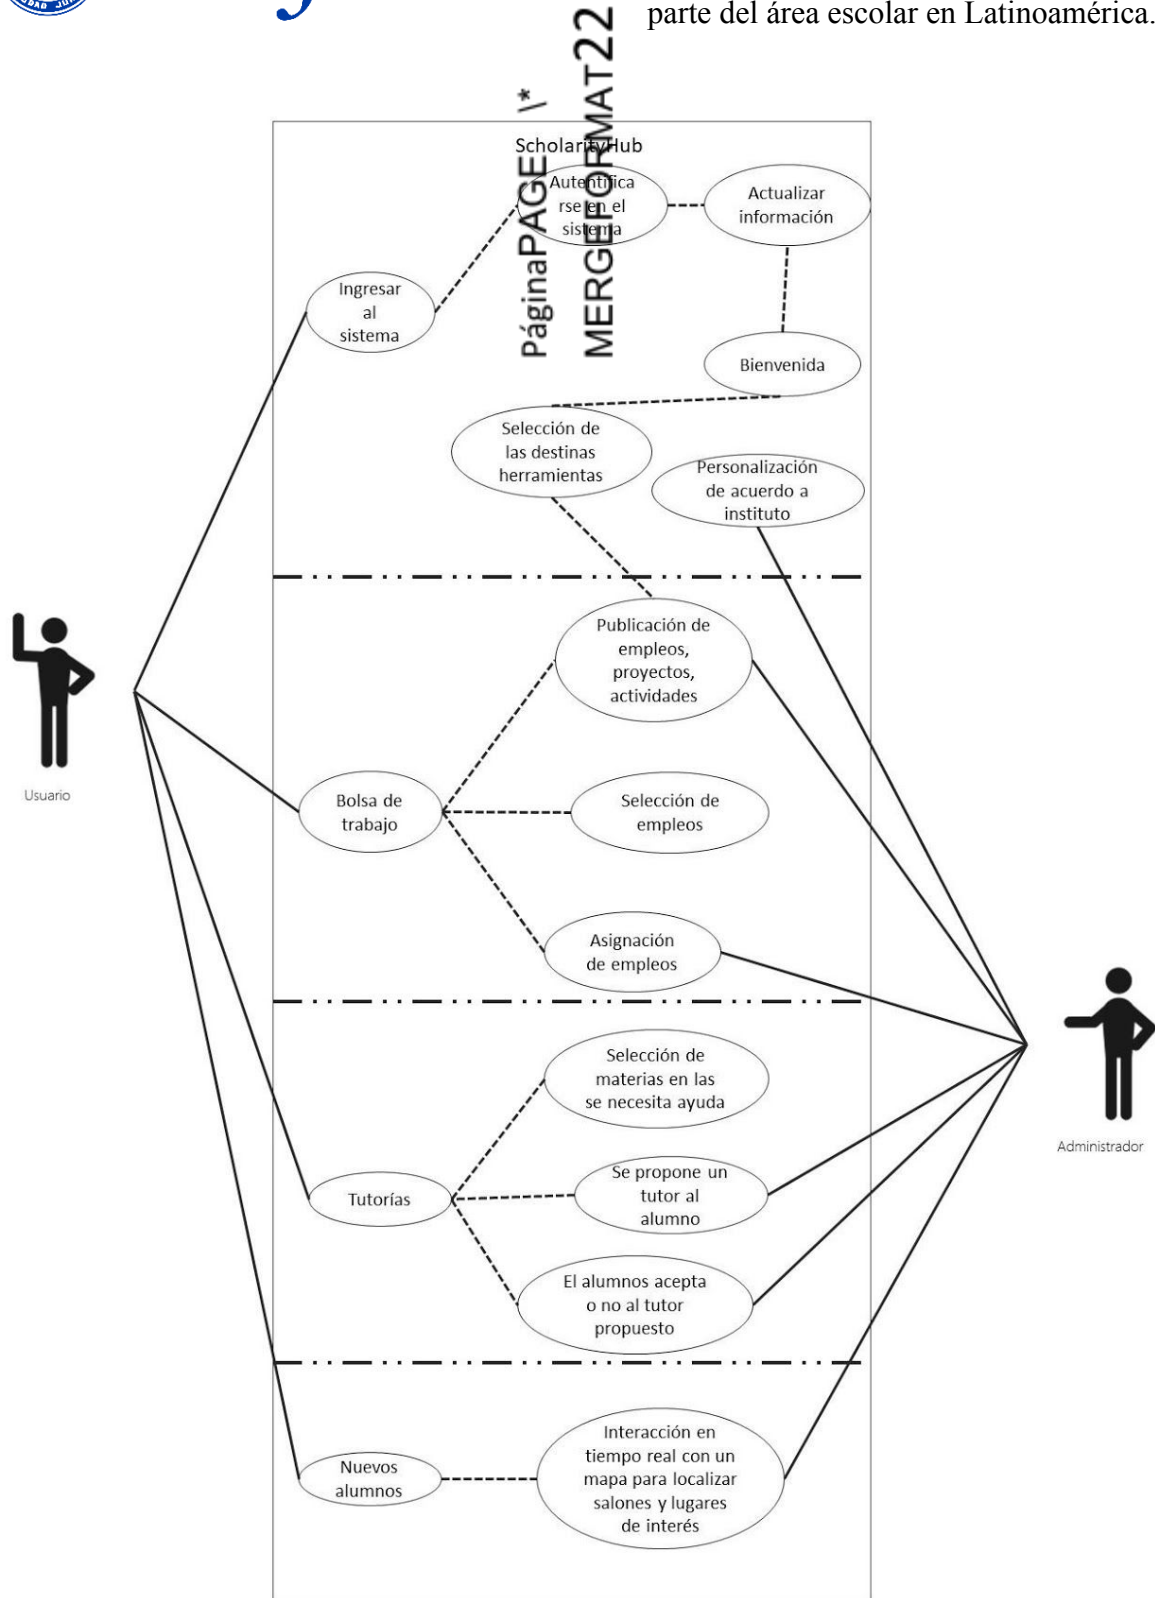 parte del área escolar en Latinoamérica.
PáginaPAGE \*
MERGEFORMAT22
ScholarityHub
Autentifica
rse en el
sistema
Actualizar
información
Ingresar
al
sistema
Bienvenida
Selección de
las destinas
herramientas
Personalización
de acuerdo a
instituto
Publicación de
empleos,
proyectos,
actividades
Usuario
Bolsa de
trabajo
Selección de
empleos
Asignación
de empleos
Selección de
materias en las
se necesita ayuda
Administrador
Se propone un
tutor al
alumno
Tutorías
El alumnos acepta
o no al tutor
propuesto
Interacción en
tiempo real con un
mapa para localizar
salones y lugares
de interés
Nuevos
alumnos